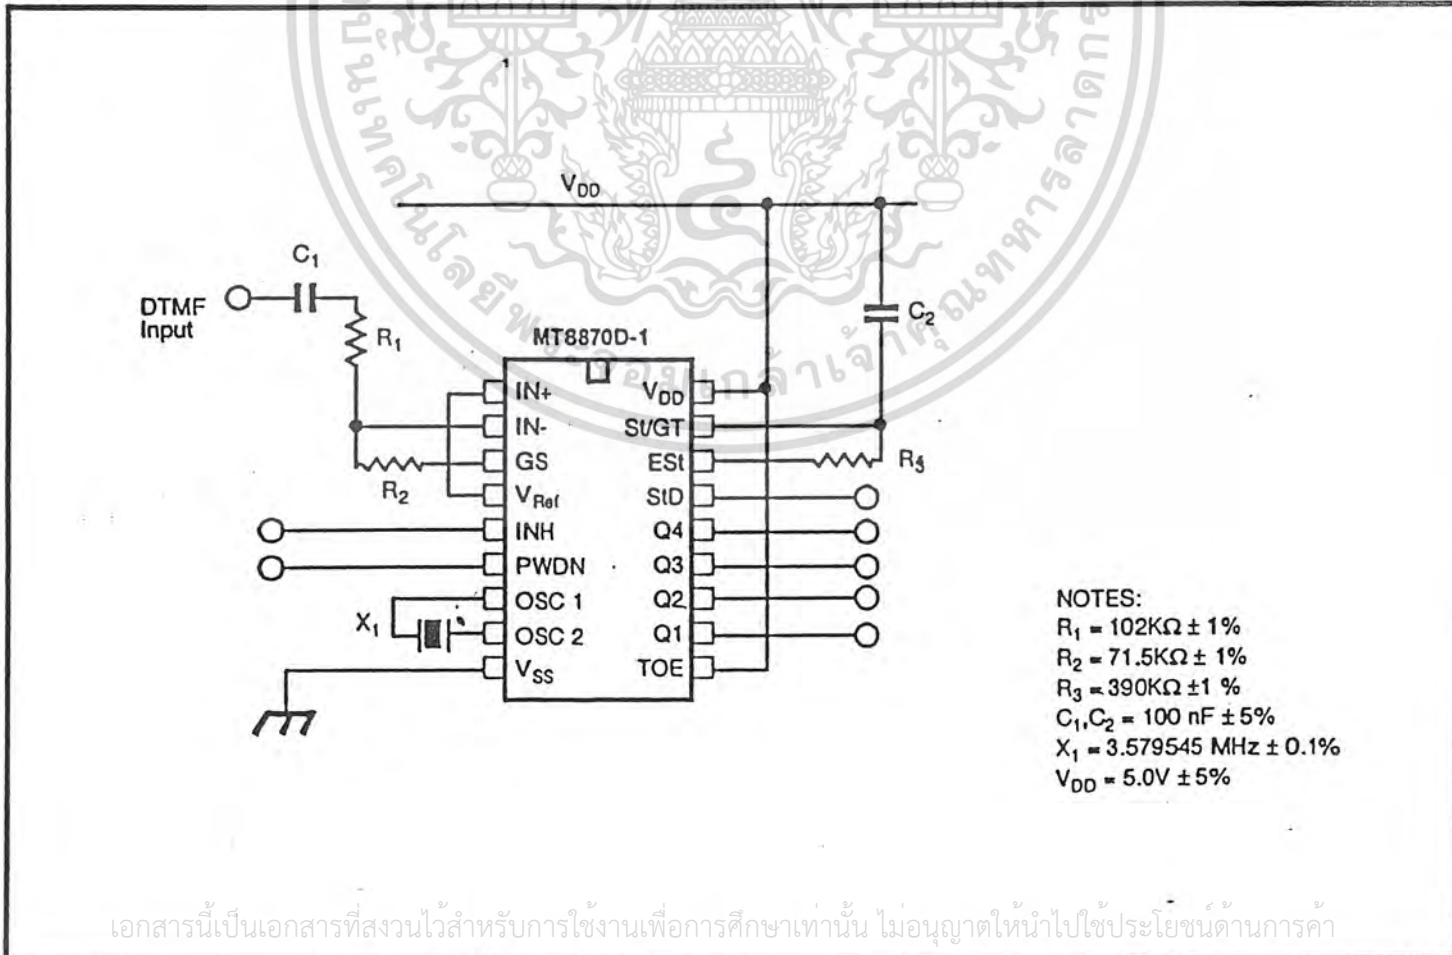 V_DD
C₁
DTMF
Input
R₁
C₂
MT8870D-1
IN+
V_DD
IN-
St/GT
GS
ESt
R₃
R₂
V_Ref
StD
INH
Q4
PWDN
Q3
OSC 1
Q2
X₁
OSC 2
Q1
V_SS
TOE
NOTES:
R₁ = 102KΩ ± 1%
R₂ = 71.5KΩ ± 1%
R₃ = 390KΩ ±1 %
C₁,C₂ = 100 nF ± 5%
X₁ = 3.579545 MHz ± 0.1%
V_DD = 5.0V ± 5%
เอกสารนี้เป็นเอกสารที่สงวนไว้สำหรับการใช้งานเพื่อการศึกษาเท่านั้น ไม่อนุญาตให้นำไปใช้ประโยชน์ด้านการค้า